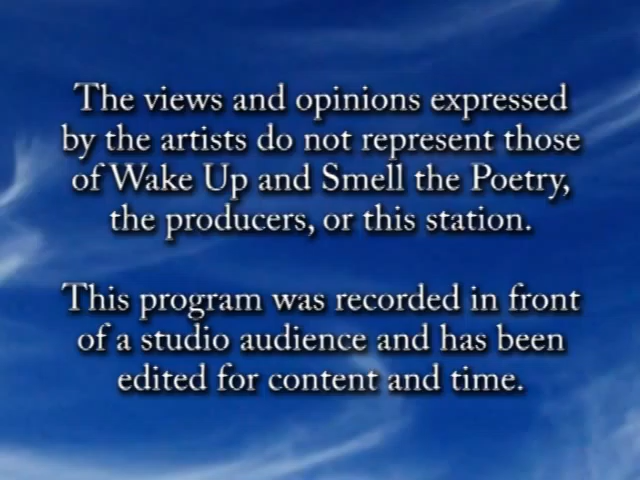 The views and opinions expressed
by the artists do not represent those
of Wake Up and Smell the Poetry,
the producers, or this station.
This program was recorded in front
of a studio audience and has been
edited for content and time.